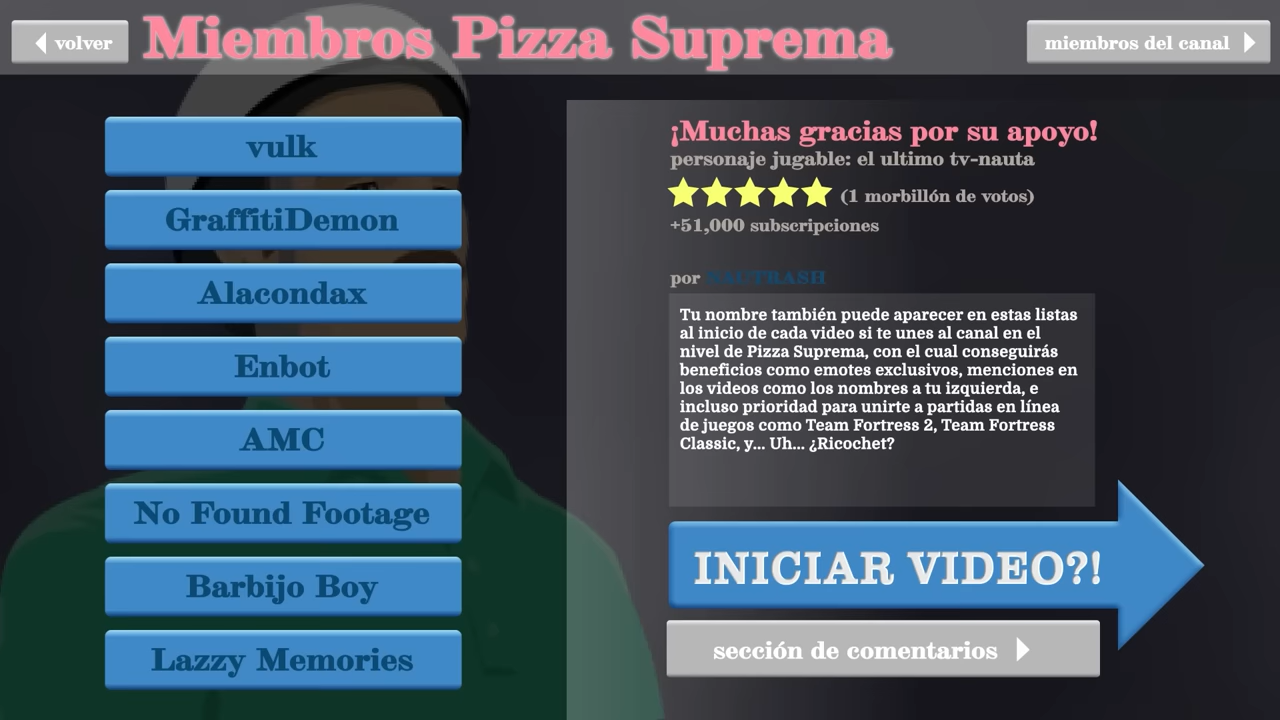 volver
Miembros Pizza Suprema
miembros del canal
vulk
GraffitiDemon
Alacondax
Enbot
AMC
No Found Footage
Barbijo Boy
Lazzy Memories
¡Muchas gracias por su apoyo!
personaje jugable: el ultimo tv-nauta
(1 morbillón de votos)
+51,000 subscripciones
por NAUTRASH
Tu nombre también puede aparecer en estas listas
al inicio de cada video si te unes al canal en el
nivel de Pizza Suprema, con el cual conseguirás
beneficios como emotes exclusivos, menciones en
los videos como los nombres a tu izquierda, e
incluso prioridad para unirte a partidas en línea
de juegos como Team Fortress 2, Team Fortress
Classic, y... Uh... ¿Ricochet?
INICIAR VIDEO?!
sección de comentarios